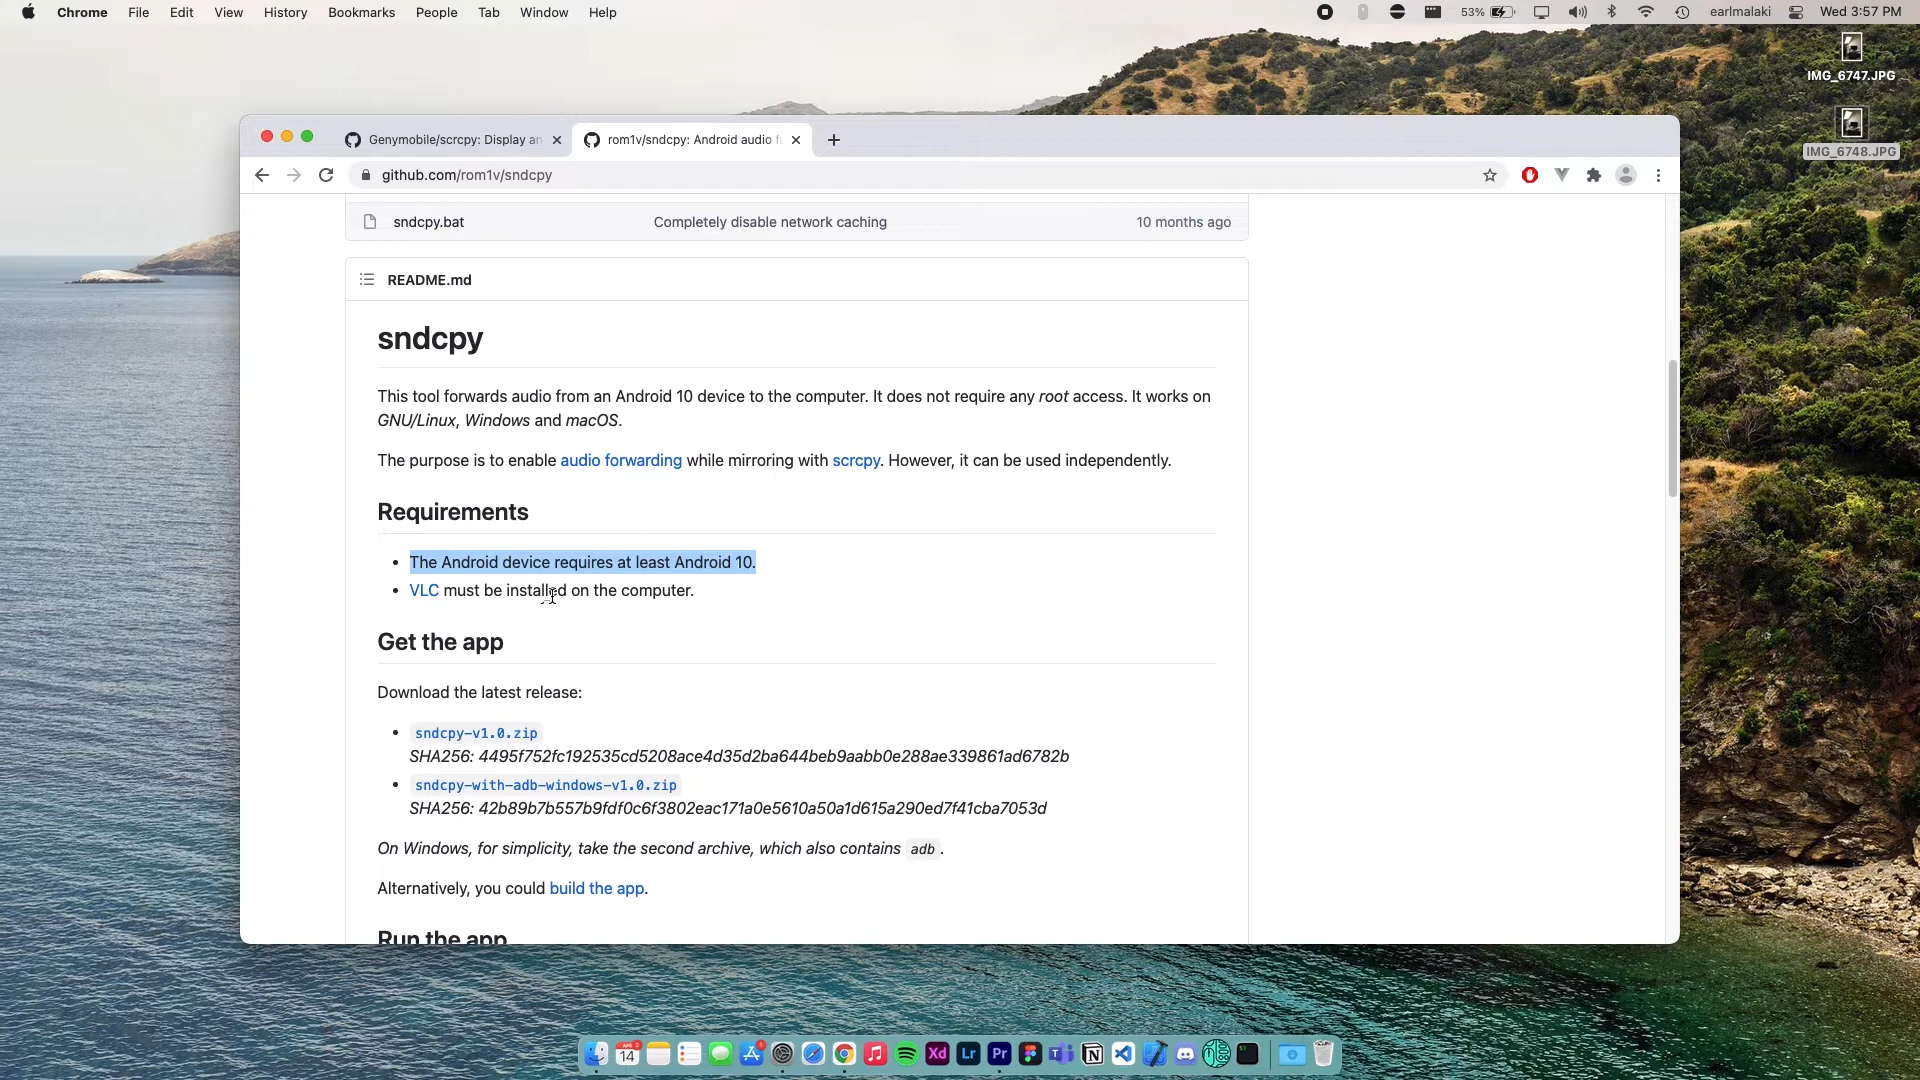 Chrome File Edit View History Bookmarks People Tab Window Help 53% earlmalaki Wed 3:57 PM
IMG_6747.JPG
IMG_6748.JPG
Genymobile/scrcpy: Display an
rom1v/sndcpy: Android audio f
github.com/rom1v/sndcpy
sndcpy.bat Completely disable network caching 10 months ago
README.md
sndcpy
This tool forwards audio from an Android 10 device to the computer. It does not require any root access. It works on
GNU/Linux, Windows and macOS.
The purpose is to enable audio forwarding while mirroring with scrcpy. However, it can be used independently.
Requirements
• The Android device requires at least Android 10.
• VLC must be installed on the computer.
Get the app
Download the latest release:
• sndcpy-v1.0.zip
SHA256: 4495f752fc192535cd5208ace4d35d2ba644beb9aabb0e288ae339861ad6782b
• sndcpy-with-adb-windows-v1.0.zip
SHA256: 42b89b7b557b9fdf0c6f3802eac171a0e5610a50a1d615a290ed7f41cba7053d
On Windows, for simplicity, take the second archive, which also contains adb.
Alternatively, you could build the app.
Run the app
14
Xd Lr Pr